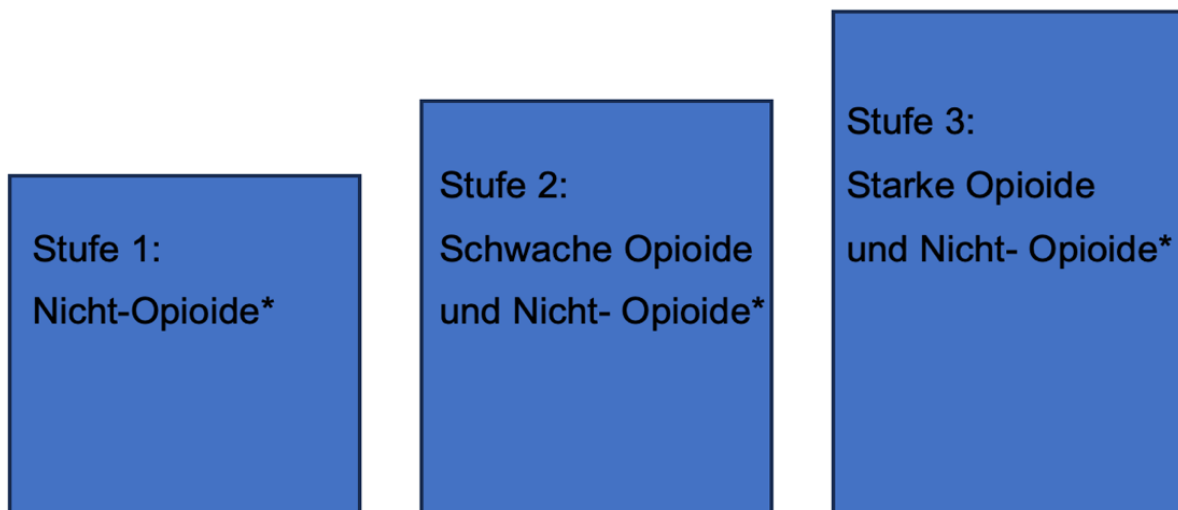 Stufe 1:
Nicht-Opioide*
Stufe 2:
Schwache Opioide
und Nicht- Opioide*
Stufe 3:
Starke Opioide
und Nicht- Opioide*